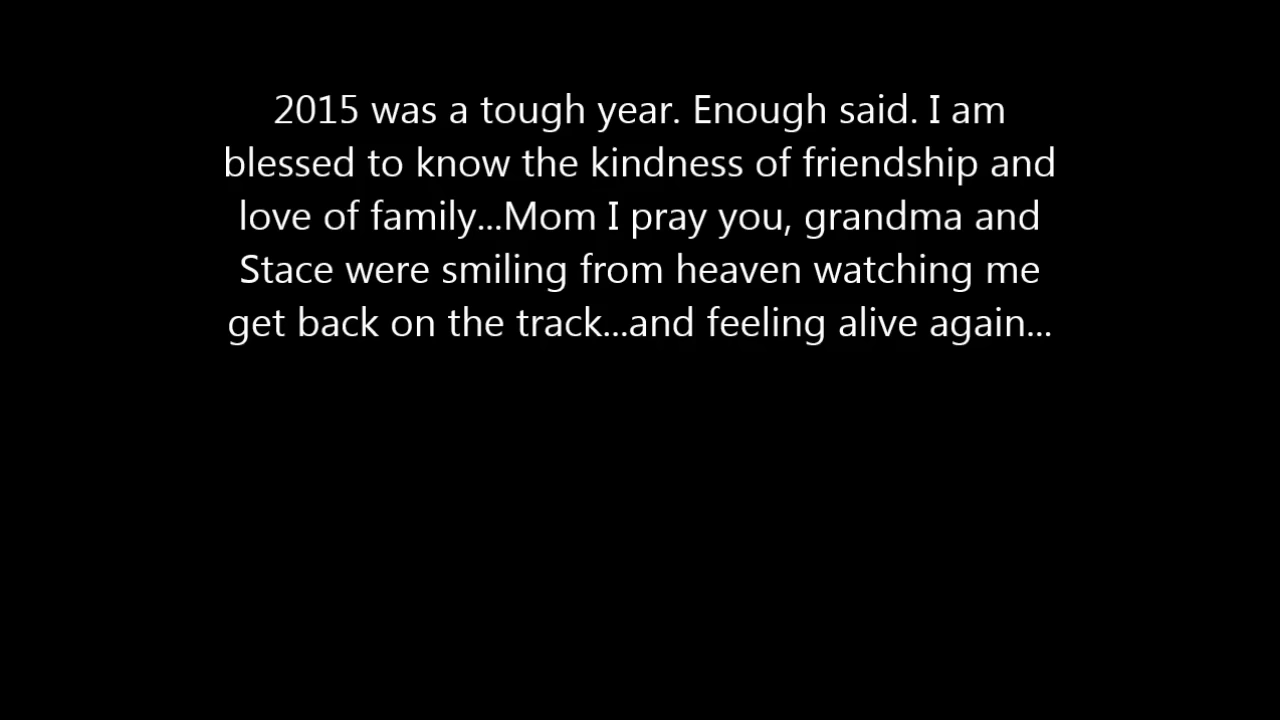 2015 was a tough year. Enough said. I am
blessed to know the kindness of friendship and
love of family...Mom I pray you, grandma and
Stace were smiling from heaven watching me
get back on the track...and feeling alive again...